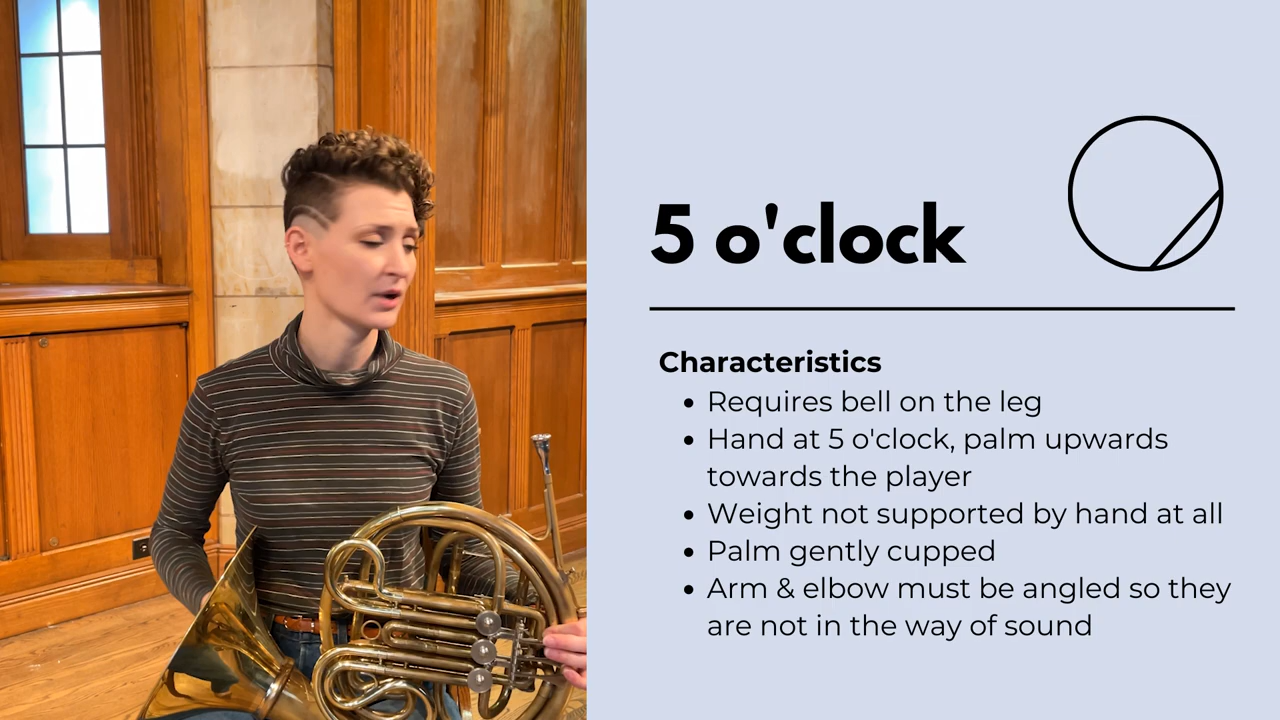 5 o'clock
Characteristics
Requires bell on the leg
Hand at 5 o'clock, palm upwards
towards the player
Weight not supported by hand at all
Palm gently cupped
Arm & elbow must be angled so they
are not in the way of sound